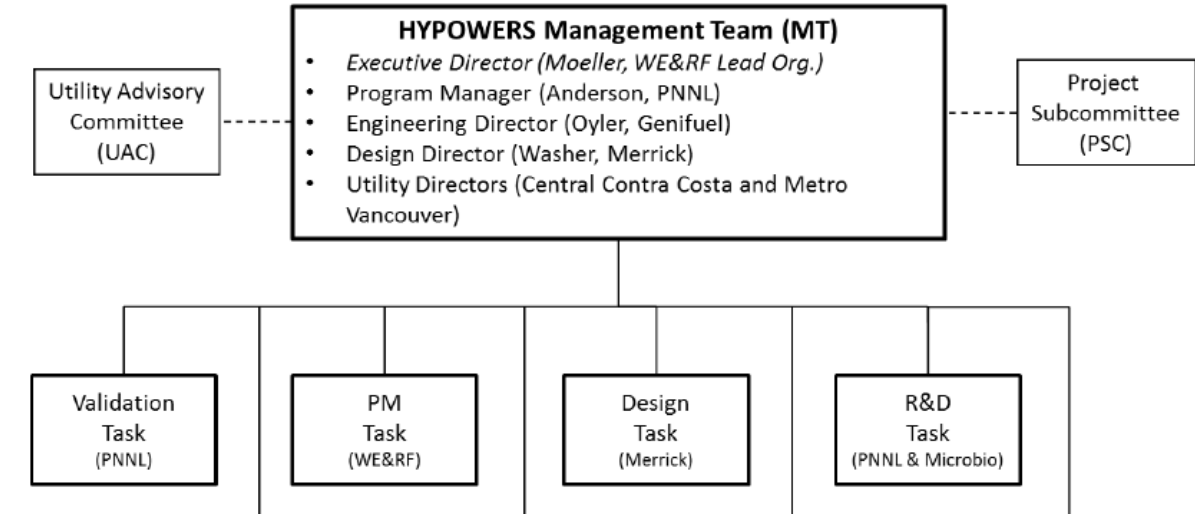 HYPOWERS Management Team (MT)
• Executive Director (Moeller, WE&RF Lead Org.)
• Program Manager (Anderson, PNNL)
• Engineering Director (Oyler, Genifuel)
• Design Director (Washer, Merrick)
• Utility Directors (Central Contra Costa and Metro
Vancouver)
Utility Advisory
Committee
(UAC)
Project
Subcommittee
(PSC)
Validation
Task
(PNNL)
PM
Task
(WE&RF)
Design
Task
(Merrick)
R&D
Task
(PNNL & Microbio)